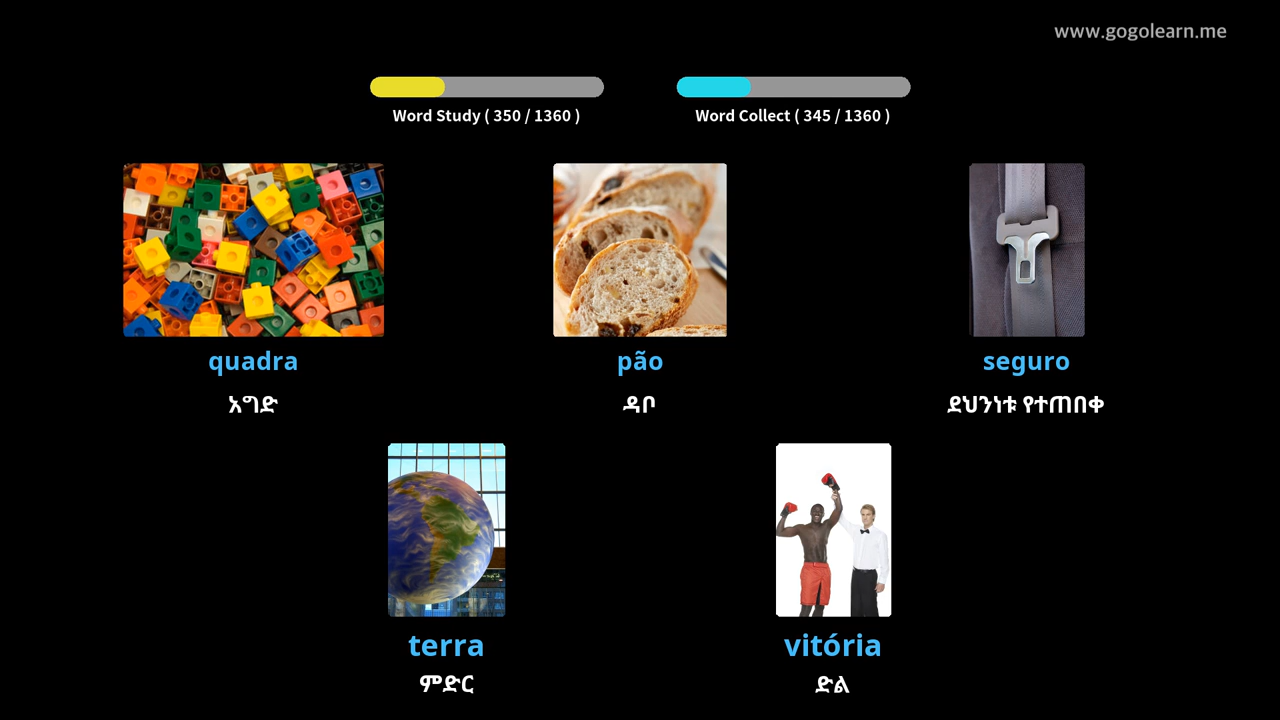 www.gogolearn.me
Word Study ( 350 / 1360 )
Word Collect ( 345 / 1360 )
quadra
pão
seguro
አግድ
ዳቦ
ደህንነቱ የተጠበቀ
terra
vitória
ምድር
ድል